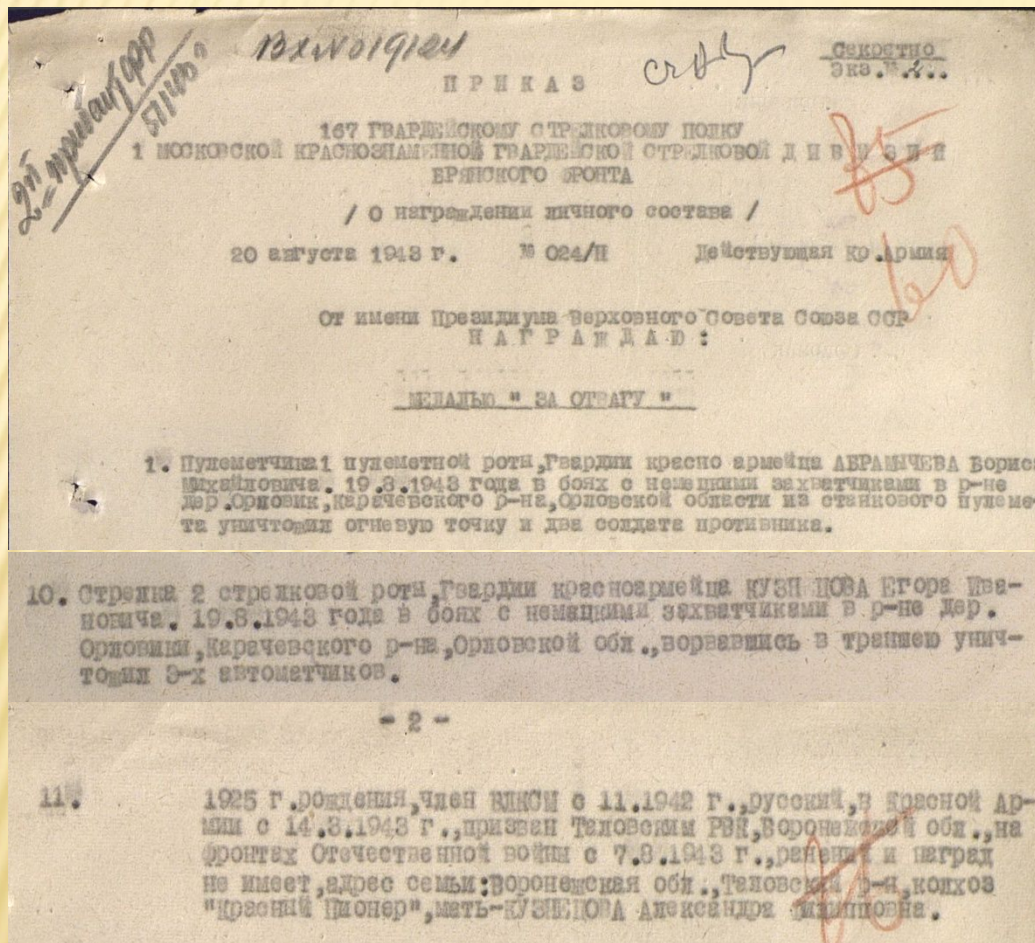 Вх №019124
Секретно
Экз.№ 2..
ПРИКАЗ
167 ГВАРДЕЙСКОМУ СТРЕЛКОВОМУ ПОЛКУ
1 МОСКОВСКОЙ КРАСНОЗНАМЕННОЙ ГВАРДЕЙСКОЙ СТРЕЛКОВОЙ ДИВИЗИИ
БРЯНСКОГО ФРОНТА
/ О награждении личного состава /
20 августа 1943 г. № 024/Н Действующая Кр.Армия
От имени Президиума Верховного Совета Союза ССР
НАГРАЖДАЮ:
МЕДАЛЬЮ " ЗА ОТВАГУ "
1. Пулеметчика 1 пулеметной роты,Гвардии красно армейца АБРАМЫЧЕВА Бориса
Михайловича. 19.8.1943 года в боях с немецкими захватчиками в р-не
дер.Орловик,Карачевского р-на,Орловской области из станкового пулеме-
та уничтожил огневую точку и два солдата противника.
10. Стрелка 2 стрелковой роты,Гвардии красноармейца КУЗНЕЦОВА Егора Ива-
новича. 19.8.1943 года в боях с немацкими захватчиками в р-не дер.
Орловики,Карачевского р-на,Орловской обл.,ворвавшись в траншею унич-
тожил 3-х автоматчиков.
- 2 -
11. 1925 г.рождения,член ВЛКСМ с 11.1942 г.,русский,в Красной Ар-
мии с 14.3.1943 г.,призван Таловским РВК,Воронежской обл.,на
фронтах Отечественной войны с 7.8.1943 г.,ранений и наград
не имеет,адрес семьи:Воронежская обл.,Таловский р-н,колхоз
"Красный Пионер",мать-КУЗНЕЦОВА Александра Филипповна.